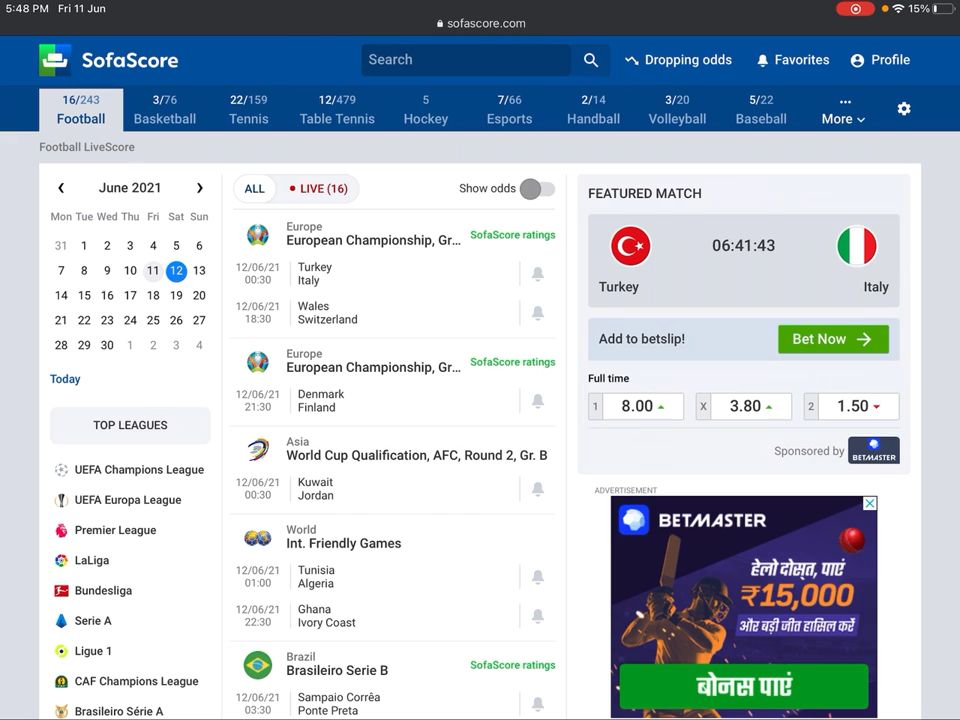 5:48 PM Fri 11 Jun
15%
sofascore.com
SofaScore
Search
Dropping odds
Favorites
Profile
16/243
Football
3/76
Basketball
22/159
Tennis
12/479
Table Tennis
5
Hockey
7/66
Esports
2/14
Handball
3/20
Volleyball
5/22
Baseball
More
Football LiveScore
June 2021
Mon Tue Wed Thu Fri Sat Sun
31 1 2 3 4 5 6
7 8 9 10 11 12 13
14 15 16 17 18 19 20
21 22 23 24 25 26 27
28 29 30 1 2 3 4
Today
TOP LEAGUES
UEFA Champions League
UEFA Europa League
Premier League
LaLiga
Bundesliga
Serie A
Ligue 1
CAF Champions League
Brasileiro Série A
ALL
LIVE (16)
Show odds
Europe
European Championship, Gr...
SofaScore ratings
12/06/21
00:30
Turkey
Italy
12/06/21
18:30
Wales
Switzerland
Europe
European Championship, Gr...
SofaScore ratings
12/06/21
21:30
Denmark
Finland
Asia
World Cup Qualification, AFC, Round 2, Gr. B
12/06/21
00:30
Kuwait
Jordan
World
Int. Friendly Games
12/06/21
01:00
Tunisia
Algeria
12/06/21
22:30
Ghana
Ivory Coast
Brazil
Brasileiro Serie B
SofaScore ratings
12/06/21
03:30
Sampaio Corrêa
Ponte Preta
FEATURED MATCH
06:41:43
Turkey
Italy
Add to betslip!
Bet Now
Full time
1 8.00
X 3.80
2 1.50
Sponsored by
BETMASTER
ADVERTISEMENT
BETMASTER
हेलो दोस्त, पाएं
₹15,000
और बड़ी जीत हासिल करें
बोनस पाएं